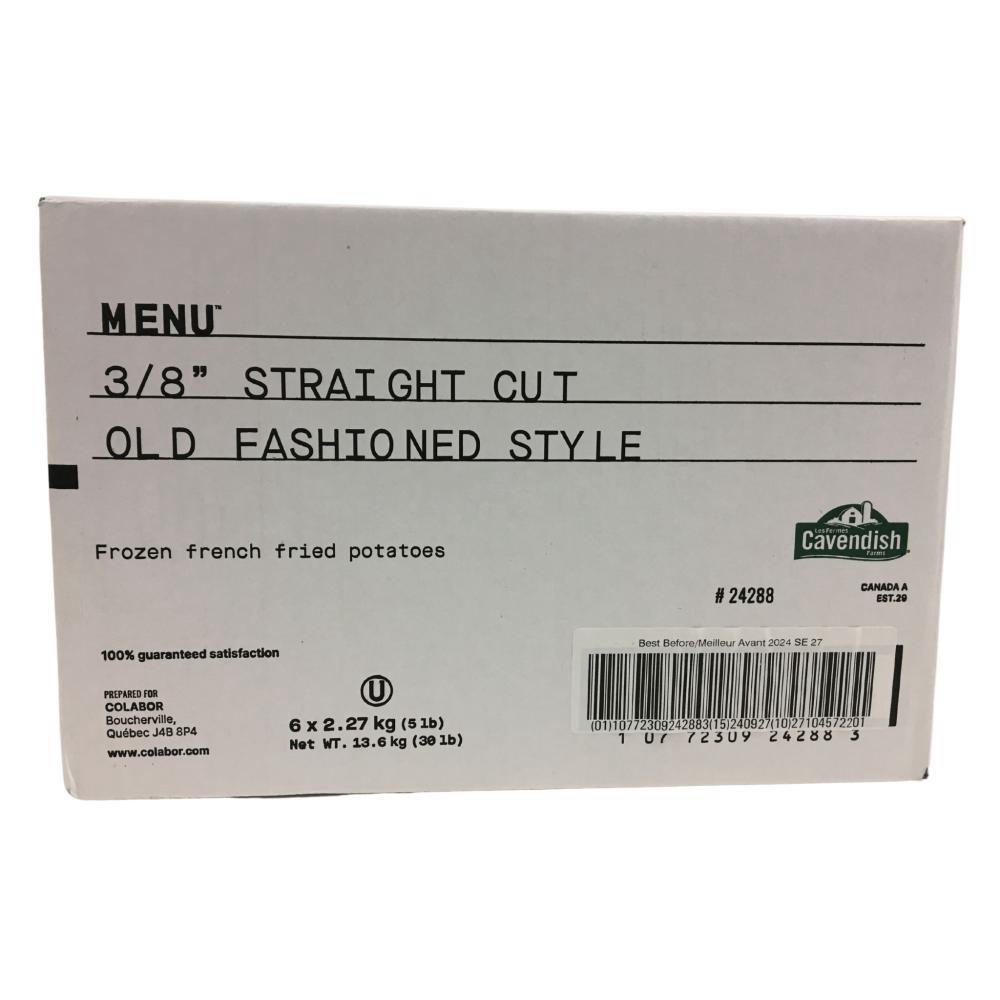 MENU™
3/8" STRAIGHT CUT
OLD FASHIONED STYLE
Frozen french fried potatoes
Les Fermes
Cavendish
Farms
# 24288
CANADA A
EST.29
100% guaranteed satisfaction
Best Before/Meilleur Avant 2024 SE 27
(01)10772309242883(15)240927(10)27104572201
1 07 72309 24288 3
PREPARED FOR
COLABOR
Boucherville,
Québec J4B 8P4
www.colabor.com
U
6 x 2.27 kg (5 lb)
Net WT. 13.6 kg (30 lb)